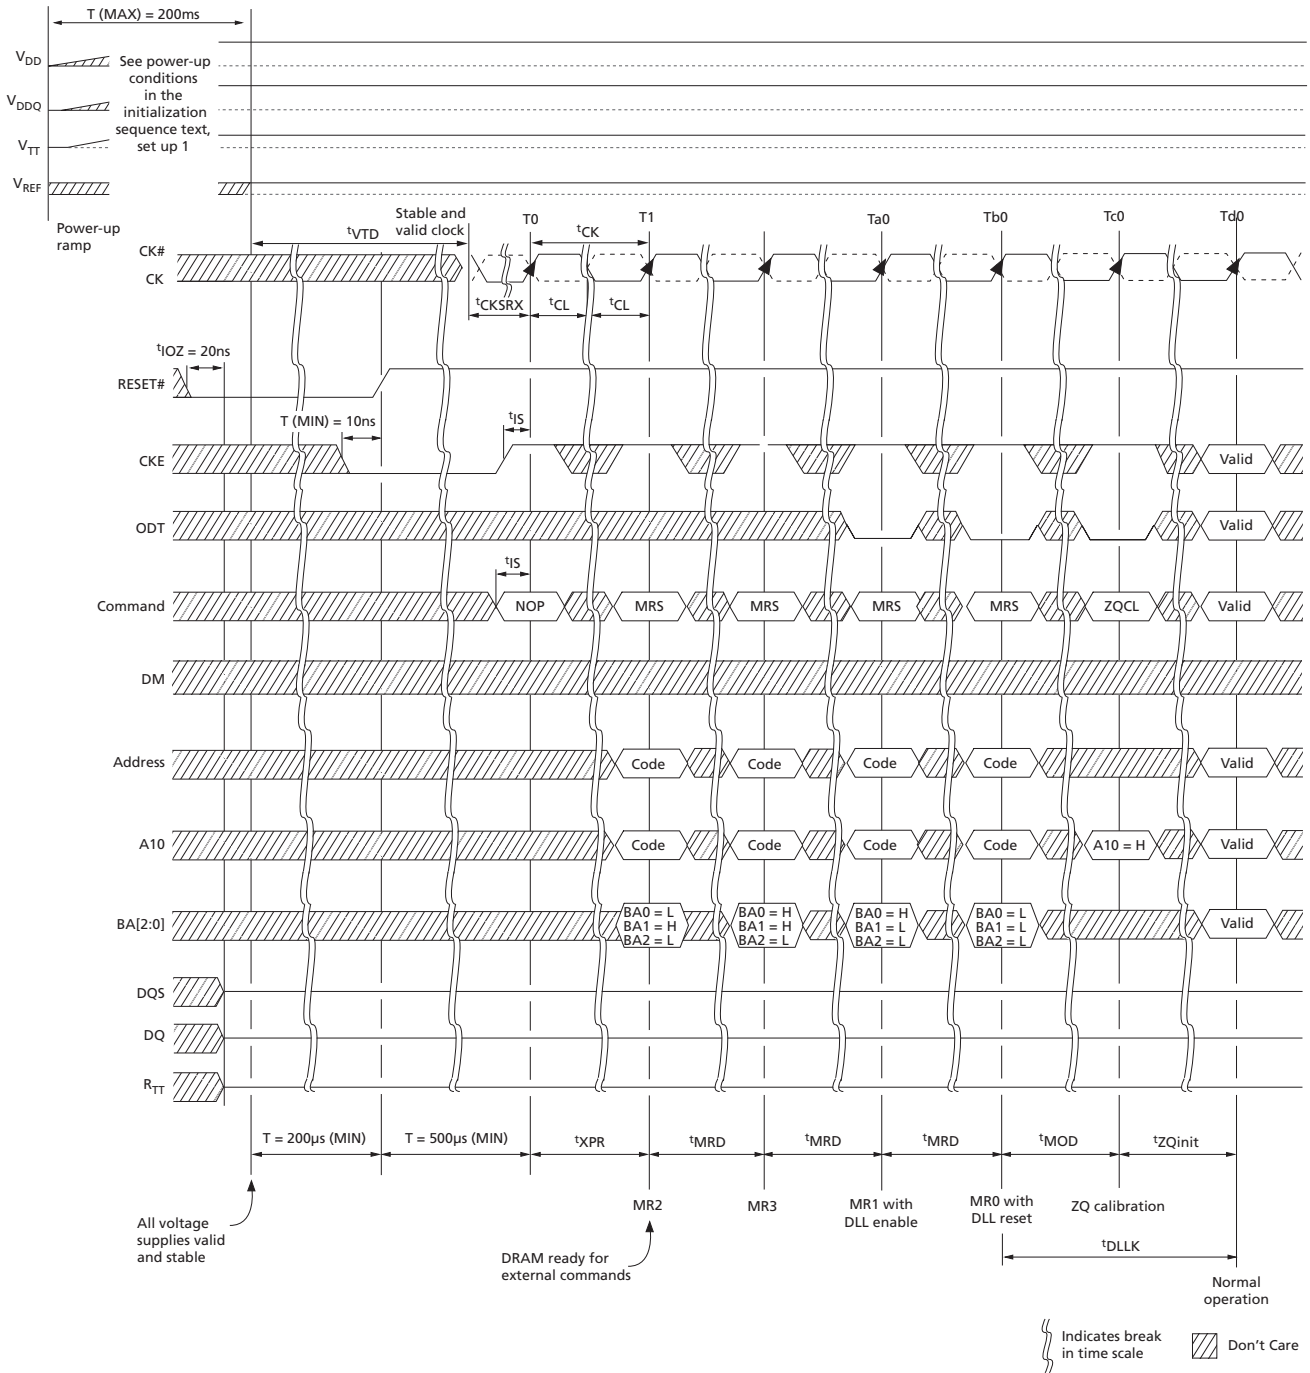 T (MAX) = 200ms
VDD
See power-up
conditions
in the
initialization
sequence text,
set up 1
VDDQ
VTT
VREF
Power-up
ramp
Stable and
valid clock
T0
T1
Ta0
Tb0
Tc0
Td0
tVTD
tCK
CK#
CK
tCKSRX
tCL
tCL
tIOZ = 20ns
RESET#
T (MIN) = 10ns
tIS
CKE
Valid
ODT
Valid
tIS
Command
NOP
MRS
MRS
MRS
MRS
ZQCL
Valid
DM
Address
Code
Code
Code
Code
Valid
A10
Code
Code
Code
Code
A10 = H
Valid
BA[2:0]
BA0 = L
BA1 = H
BA2 = L
BA0 = H
BA1 = H
BA2 = L
BA0 = H
BA1 = L
BA2 = L
BA0 = L
BA1 = L
BA2 = L
Valid
DQS
DQ
RTT
T = 200µs (MIN)
T = 500µs (MIN)
tXPR
tMRD
tMRD
tMRD
tMOD
tZQinit
MR2
MR3
MR1 with
DLL enable
MR0 with
DLL reset
ZQ calibration
All voltage
supplies valid
and stable
DRAM ready for
external commands
tDLLK
Normal
operation
Indicates break
in time scale
Don't Care